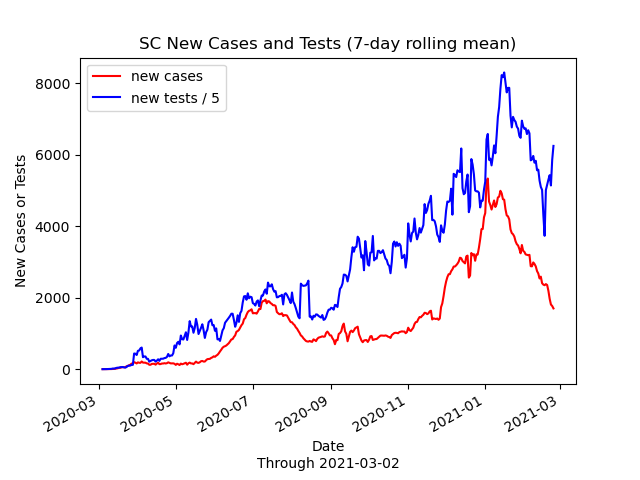 SC New Cases and Tests (7-day rolling mean)
new cases
new tests / 5
8000
6000
4000
2000
0
New Cases or Tests
2020-03
2020-05
2020-07
2020-09
2020-11
2021-01
2021-03
Date
Through 2021-03-02